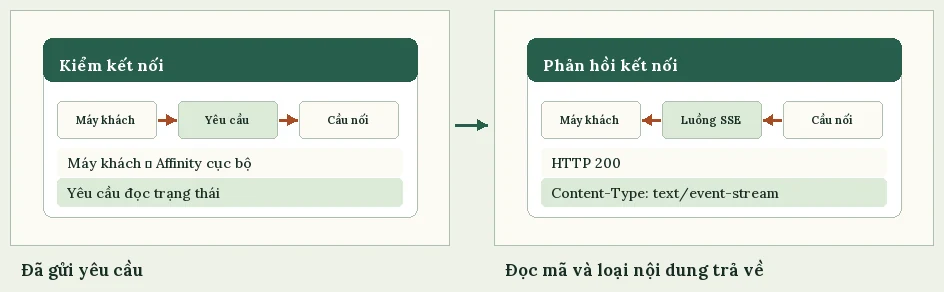 Kiểm kết nối
Máy khách
Yêu cầu
Cầu nối
Máy khách ▯ Affinity cục bộ
Yêu cầu đọc trạng thái
Đã gửi yêu cầu
Phản hồi kết nối
Máy khách
Luồng SSE
Cầu nối
HTTP 200
Content-Type: text/event-stream
Đọc mã và loại nội dung trả về